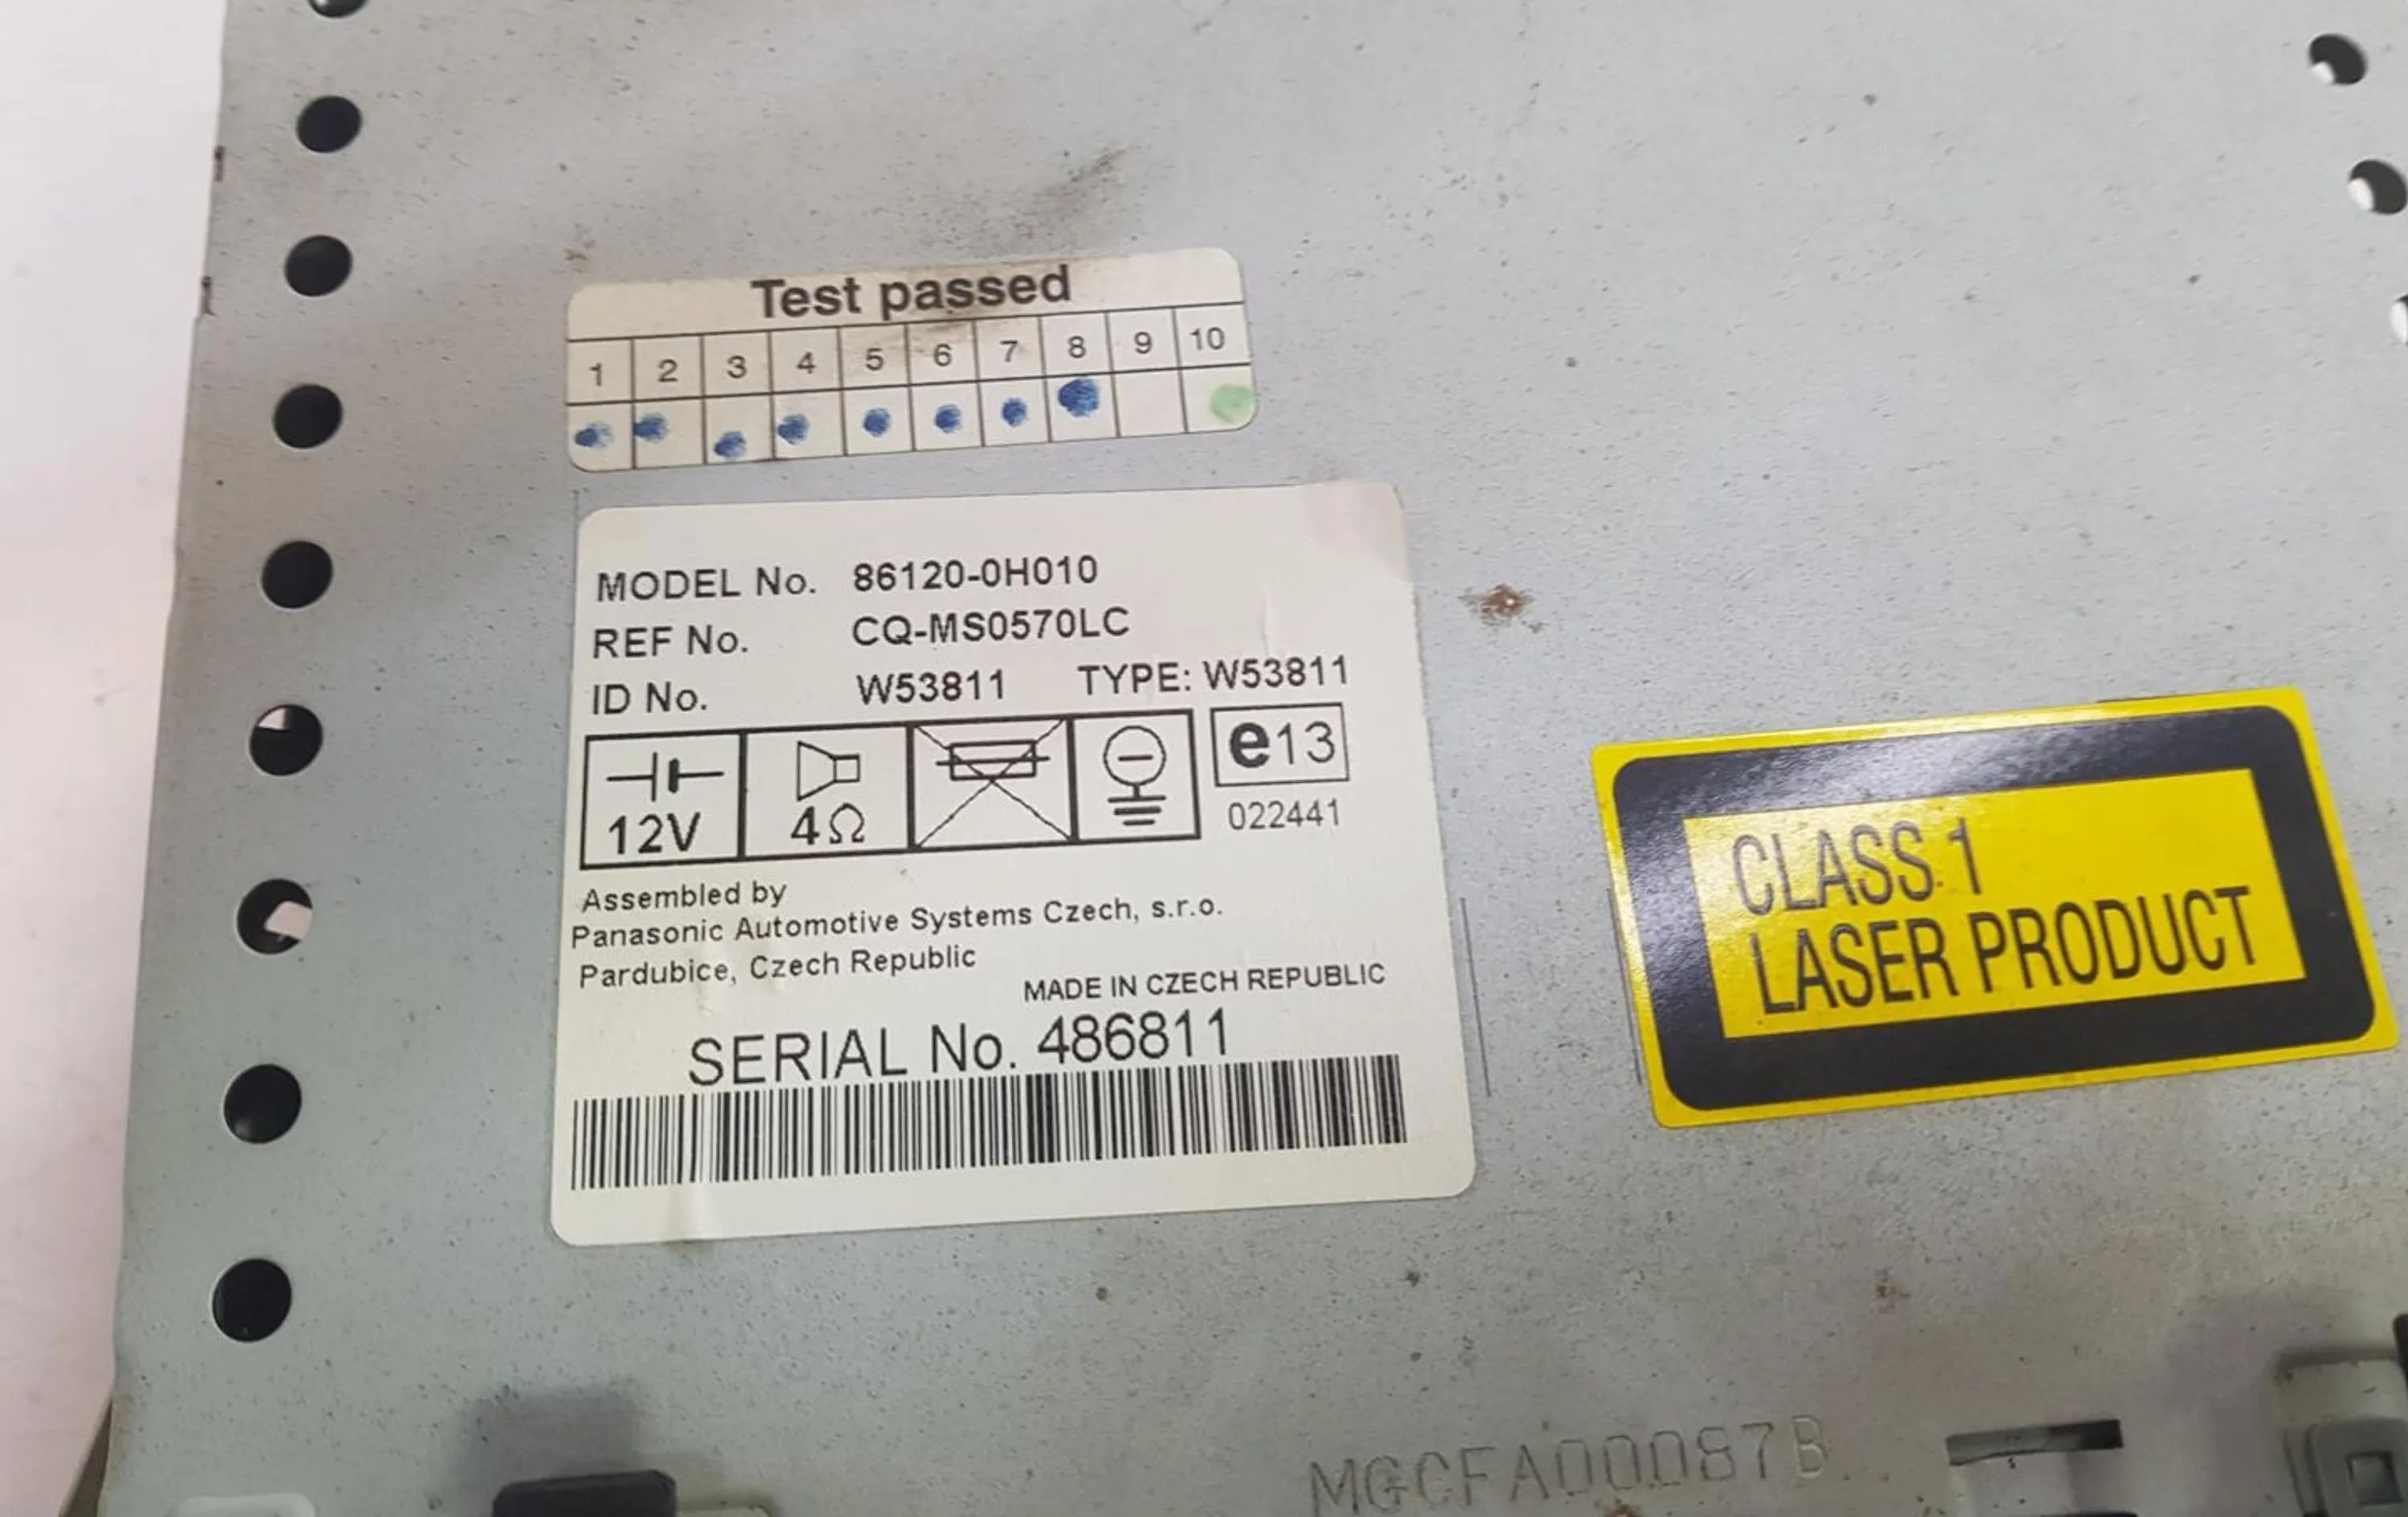 Test passed
1 2 3 4 5 6 7 8 9 10
MODEL No. 86120-0H010
REF No. CQ-MS0570LC
ID No. W53811 TYPE: W53811
12V 4Ω e13
022441
Assembled by
Panasonic Automotive Systems Czech, s.r.o.
Pardubice, Czech Republic
MADE IN CZECH REPUBLIC
SERIAL No. 486811
CLASS 1
LASER PRODUCT
MGCFA00087B